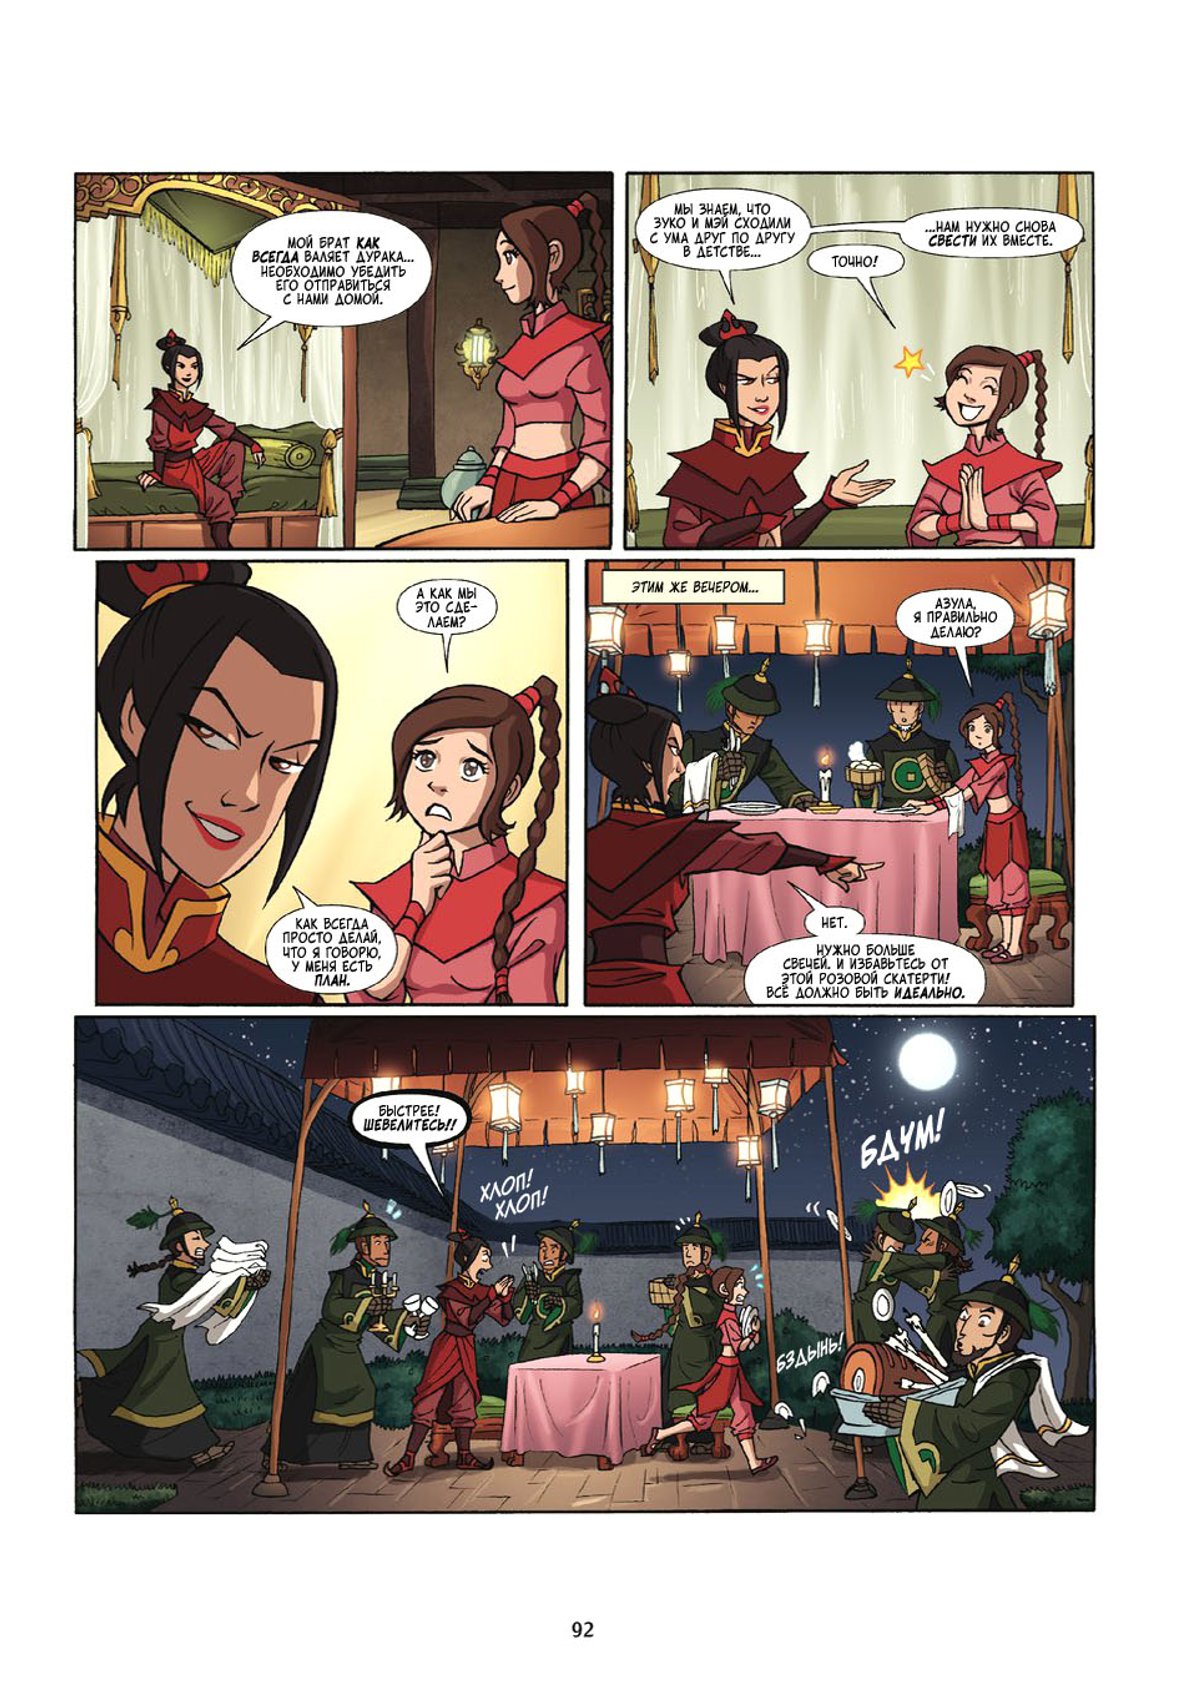 МОЙ БРАТ КАК
ВСЕГДА ВАЛЯЕТ ДУРАКА...
НЕОБХОДИМО УБЕДИТЬ
ЕГО ОТПРАВИТЬСЯ
С НАМИ ДОМОЙ.
МЫ ЗНАЕМ, ЧТО
ЗУКО И МЭЙ СХОДИЛИ
С УМА ДРУГ ПО ДРУГУ
В ДЕТСТВЕ...
...НАМ НУЖНО СНОВА
СВЕСТИ ИХ ВМЕСТЕ.
ТОЧНО!
А КАК МЫ
ЭТО СДЕ-
ЛАЕМ?
КАК ВСЕГДА
ПРОСТО ДЕЛАЙ,
ЧТО Я ГОВОРЮ,
У МЕНЯ ЕСТЬ
ПЛАН.
ЭТИМ ЖЕ ВЕЧЕРОМ...
АЗУЛА,
Я ПРАВИЛЬНО
ДЕЛАЮ?
НЕТ.
НУЖНО БОЛЬШЕ
СВЕЧЕЙ. И ИЗБАВЬТЕСЬ ОТ
ЭТОЙ РОЗОВОЙ СКАТЕРТИ!
ВСЁ ДОЛЖНО БЫТЬ ИДЕАЛЬНО.
БЫСТРЕЕ!
ШЕВЕЛИТЕСЬ!!
ХЛОП!
ХЛОП!
БДУМ!
БЗДЫНЬ!
92